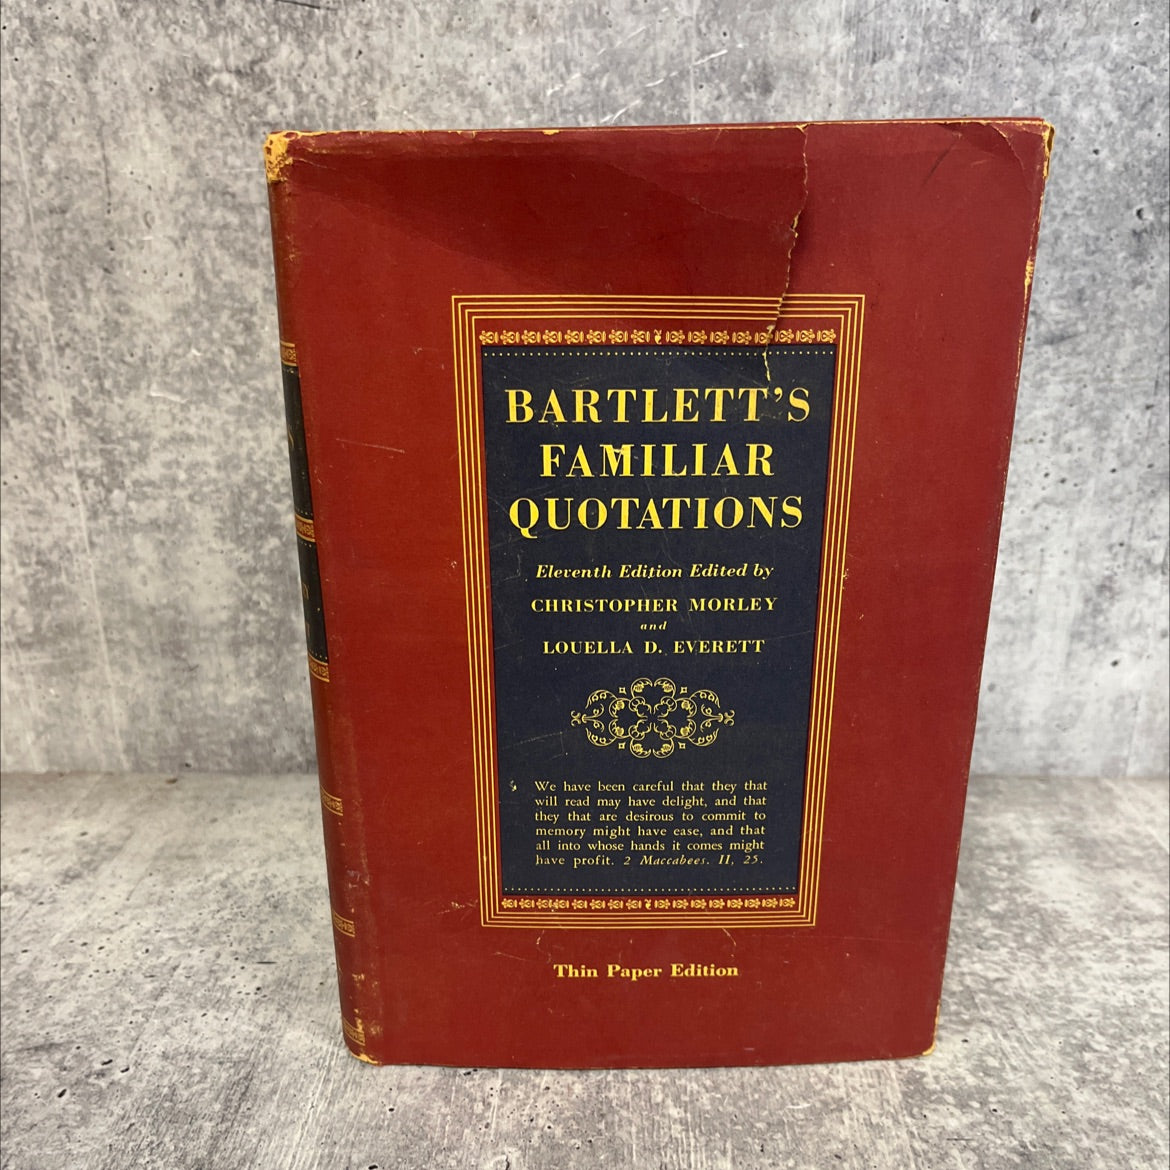 BARTLETT'S
FAMILIAR
QUOTATIONS
Eleventh Edition Edited by
CHRISTOPHER MORLEY
and
LOUELLA D. EVERETT
We have been careful that they that
will read may have delight, and that
they that are desirous to commit to
memory might have ease, and that
all into whose hands it comes might
have profit. 2 Maccabees. II, 25.
Thin Paper Edition